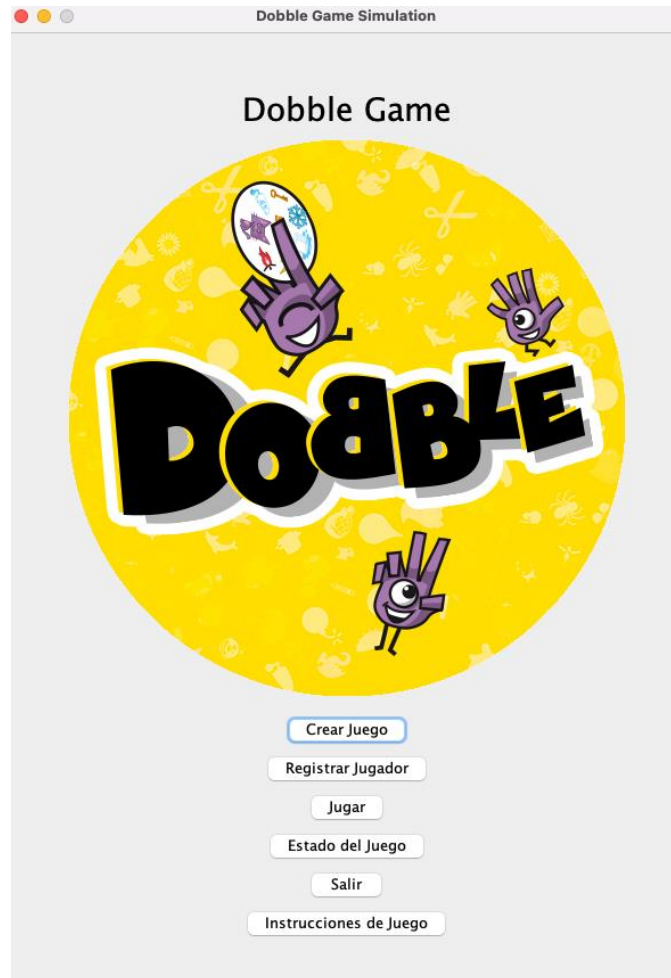 Dobble Game Simulation
Dobble Game
DOBBLE
Crear Juego
Registrar Jugador
Jugar
Estado del Juego
Salir
Instrucciones de Juego